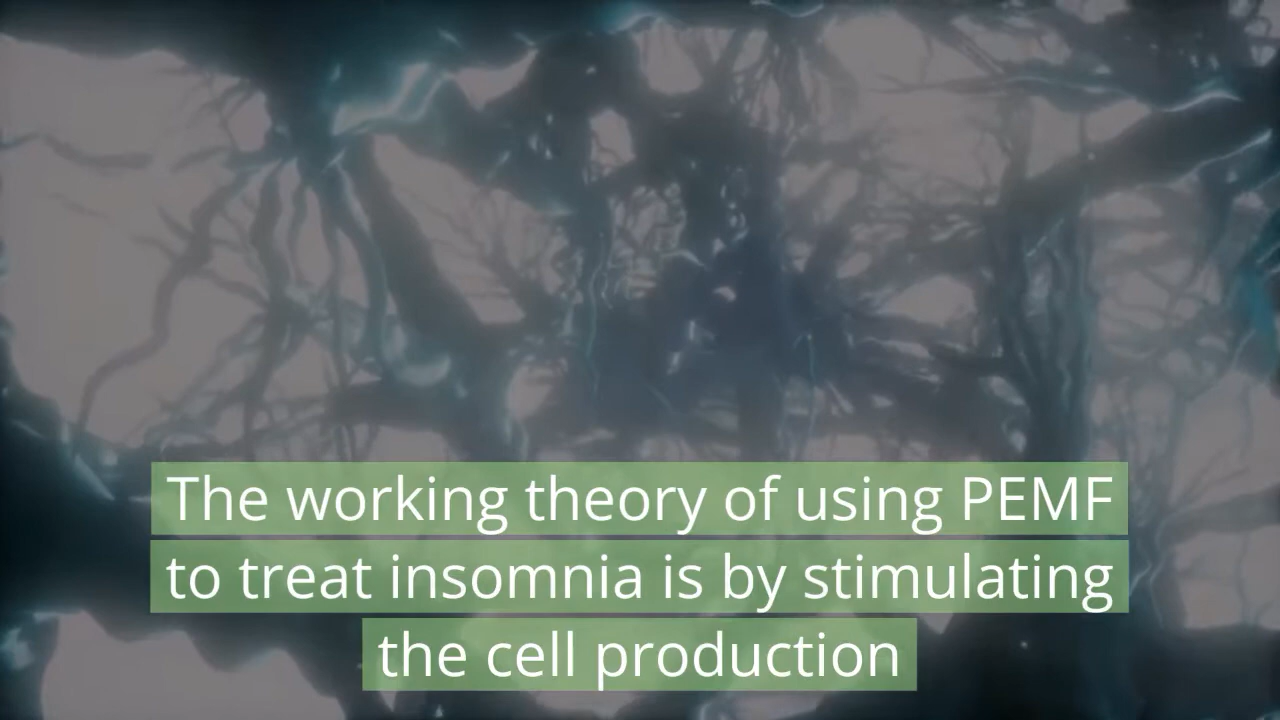 The working theory of using PEMF
to treat insomnia is by stimulating
the cell production